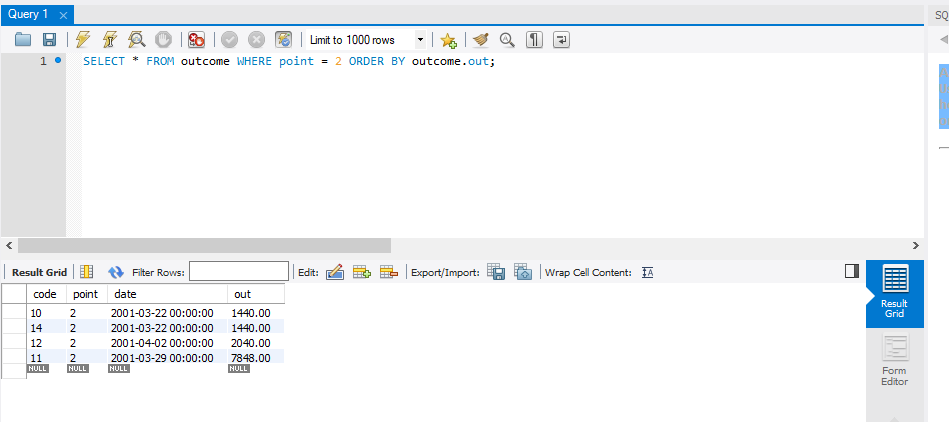 Query 1
SQ
Limit to 1000 rows
1 SELECT * FROM outcome WHERE point = 2 ORDER BY outcome.out;
Result Grid Filter Rows: Edit: Export/Import: Wrap Cell Content:
code point date out
10 2 2001-03-22 00:00:00 1440.00
14 2 2001-03-22 00:00:00 1440.00
12 2 2001-04-02 00:00:00 2040.00
11 2 2001-03-29 00:00:00 7848.00
NULL NULL NULL NULL
Result
Grid
Form
Editor